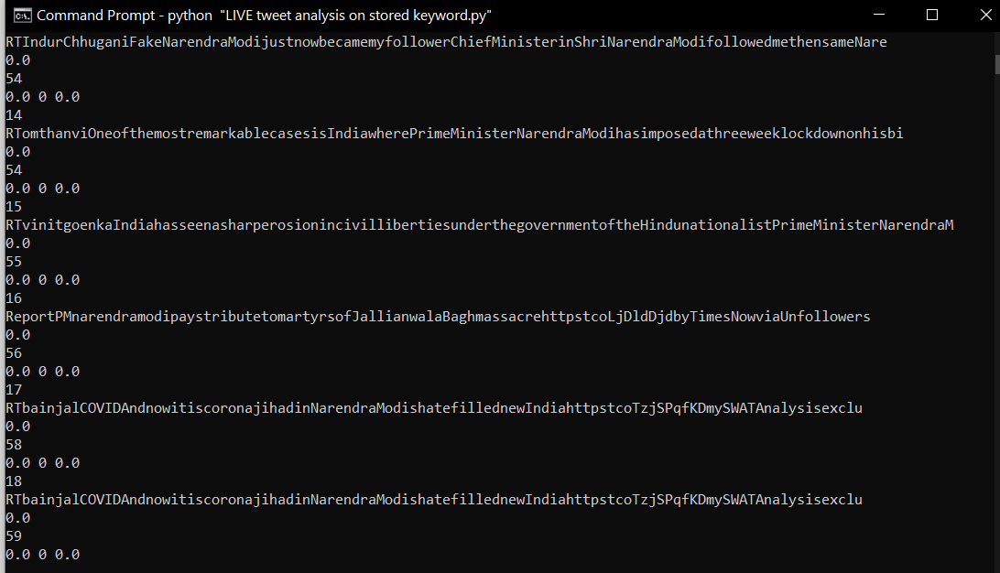 Command Prompt - python  "LIVE tweet analysis on stored keyword.py"
RTIndurChhuganiFakeNarendraModijustnowbecamemyfollowerChiefMinisterinShriNarendraModifollowedmethensameNare
0.0
54
0.0 0 0.0
14
RTomthanviOneofthemostremarkablecasesisIndiawherePrimeMinisterNarendraModihasimposedathreeweeklockdownonhisbi
0.0
54
0.0 0 0.0
15
RTvinitgoenkaIndiahasseenasharperosionincivillibertiesunderthegovernmentoftheHindunationalistPrimeMinisterNarendraM
0.0
55
0.0 0 0.0
16
ReportPMnarendramodipaystributetomartyrsofJallianwalaBaghmassacrehttpstcoLjDldDjdbyTimesNowviaUnfollowers
0.0
56
0.0 0 0.0
17
RTbainjalCOVIDAndnowitiscoronajihadinNarendraModishatefillednewIndiahttpstcoTzjSPqfKDmySWATAnalysisexclu
0.0
58
0.0 0 0.0
18
RTbainjalCOVIDAndnowitiscoronajihadinNarendraModishatefillednewIndiahttpstcoTzjSPqfKDmySWATAnalysisexclu
0.0
59
0.0 0 0.0